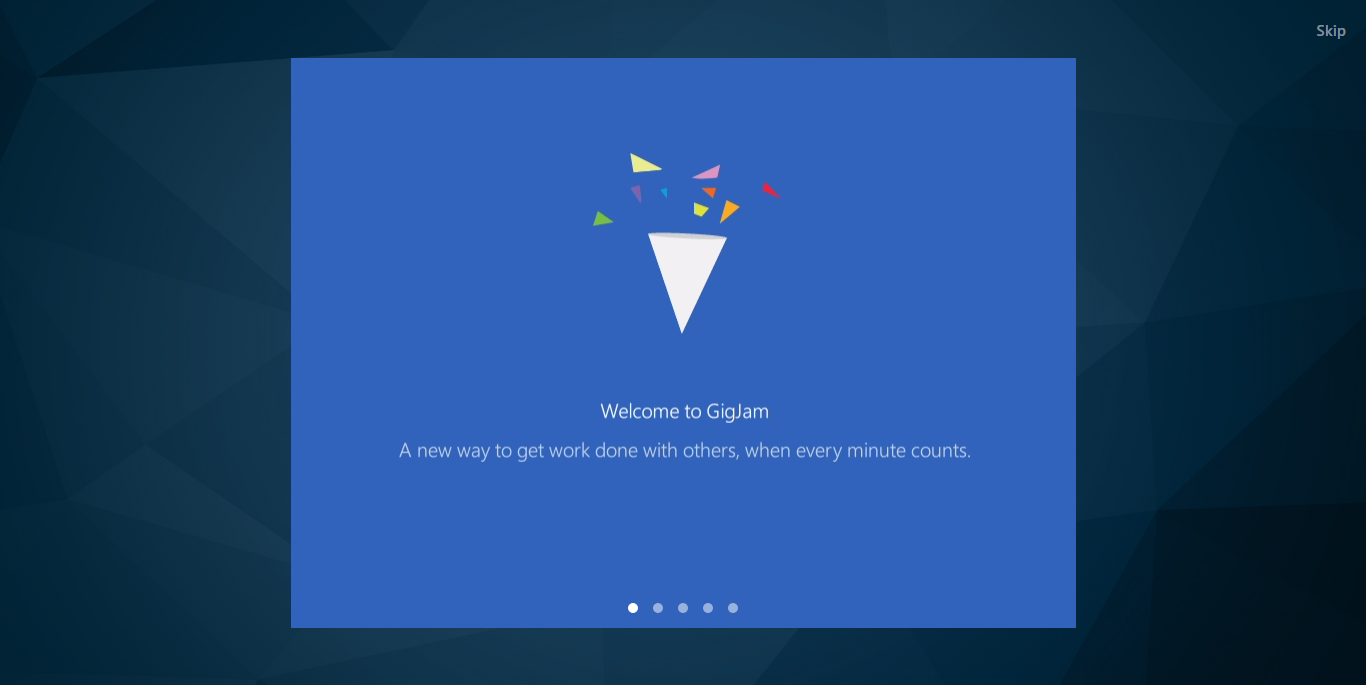 Skip
Welcome to GigJam
A new way to get work done with others, when every minute counts.